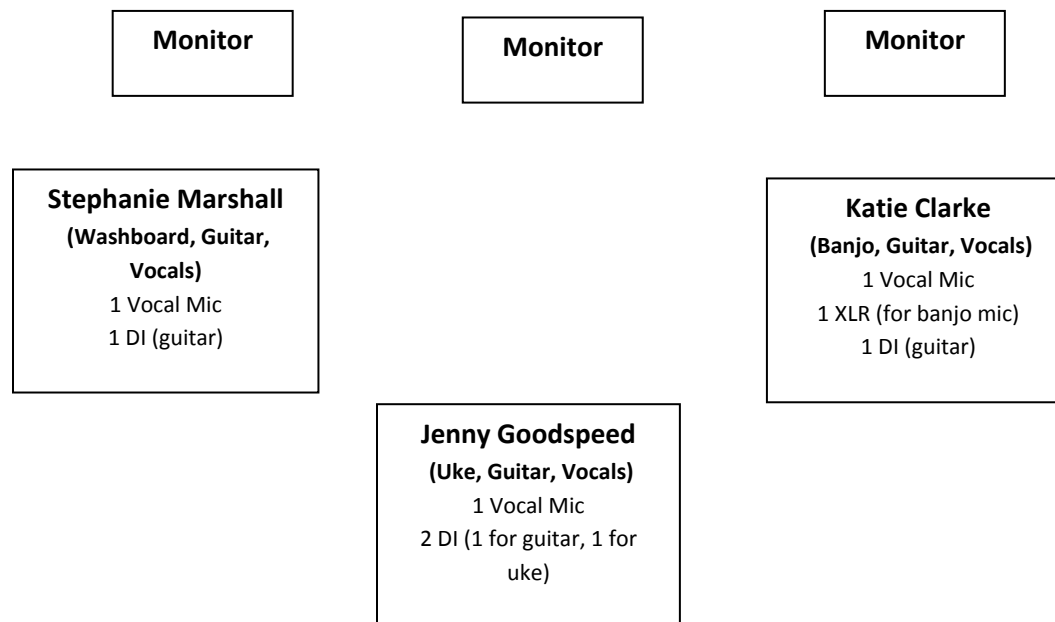 Monitor
Monitor
Monitor
Stephanie Marshall
(Washboard, Guitar,
Vocals)
1 Vocal Mic
1 DI (guitar)
Katie Clarke
(Banjo, Guitar, Vocals)
1 Vocal Mic
1 XLR (for banjo mic)
1 DI (guitar)
Jenny Goodspeed
(Uke, Guitar, Vocals)
1 Vocal Mic
2 DI (1 for guitar, 1 for
uke)